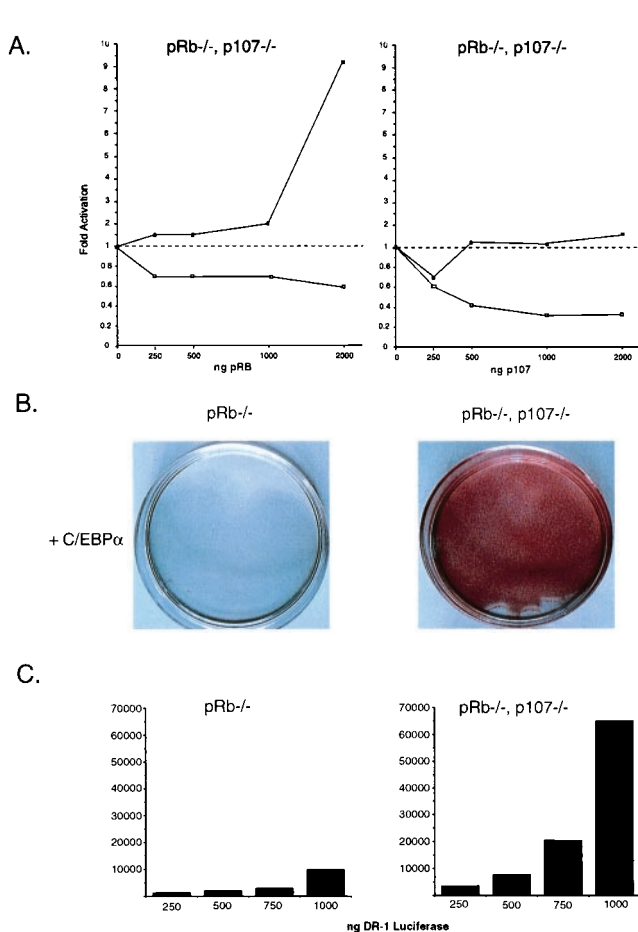 A.
pRb-/-, p107-/-
pRb-/-, p107-/-
Fold Activation
10
9
8
7
6
5
4
3
2
1
0.8
0.6
0.4
0.2
0
0 250 500 1000 2000
ng pRB
10
9
8
7
6
5
4
3
2
1
0.8
0.6
0.4
0.2
0
0 250 500 1000 2000
ng p107
B.
pRb-/-
pRb-/-, p107-/-
+ C/EBPα
C.
pRb-/-
70000
60000
50000
40000
30000
20000
10000
250 500 750 1000
pRb-/-, p107-/-
70000
60000
50000
40000
30000
20000
10000
250 500 750 1000
ng DR-1 Luciferase